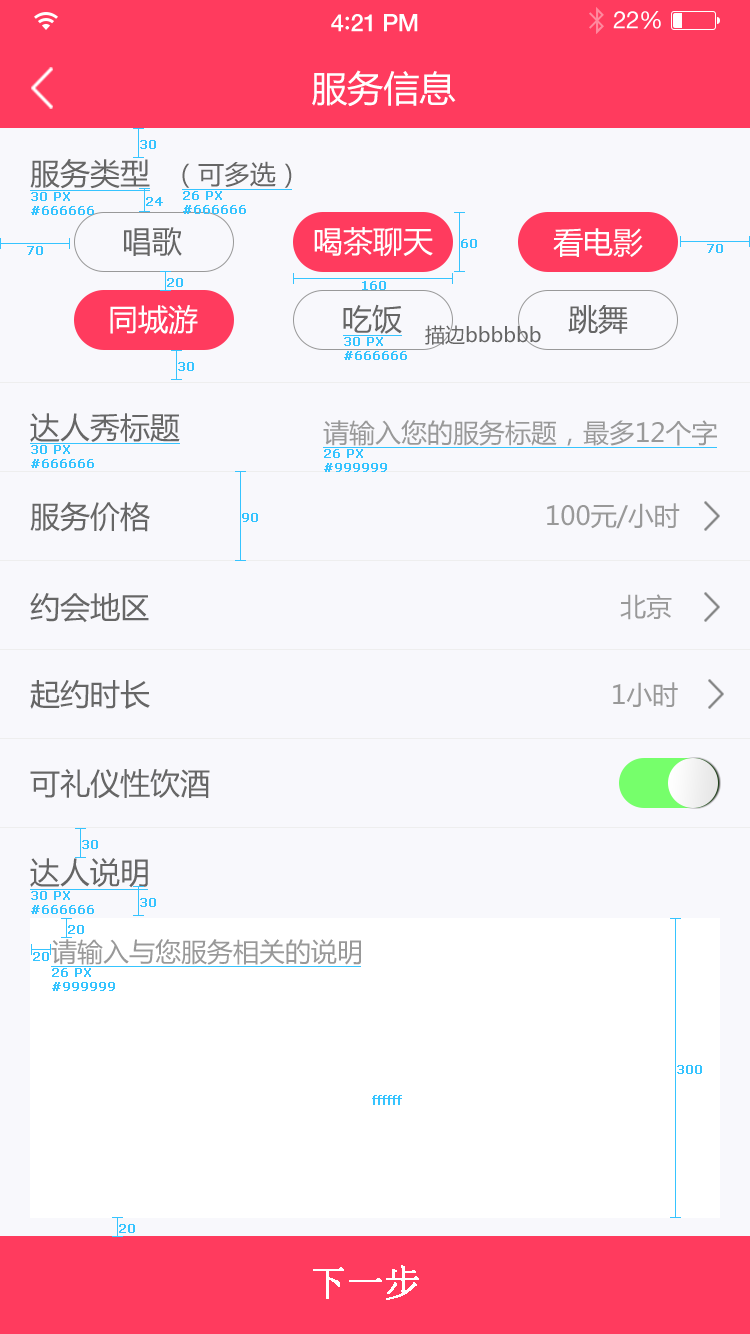 4:21 PM 22%
服务信息
30
服务类型 （可多选）
30 PX
#666666
24
26 PX
#666666
70
唱歌 喝茶聊天 看电影
60
70
20
160
同城游 吃饭 跳舞
描边bbbbbb
30 PX
#666666
30
达人秀标题 请输入您的服务标题，最多12个字
30 PX
#666666
26 PX
#999999
服务价格 90 100元/小时
约会地区 北京
起约时长 1小时
可礼仪性饮酒
30
达人说明
30 PX
#666666
30
20
20 请输入与您服务相关的说明
26 PX
#999999
300
ffffff
20
下一步